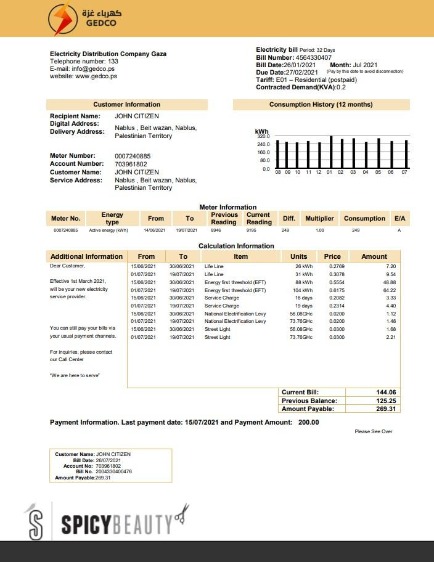 كهرباء غزة
GEDCO
Electricity Distribution Company Gaza
Telephone number: 133
E-mail: info@gedco.ps
website: www.gedco.ps
Electricity bill Period: 32 Days
Bill Number: 4564330407
Bill Date:26/01/2021 Month: Jul 2021
Due Date:27/02/2021 (Pay by this date to avoid disconnection)
Tariff: E01 – Residential (postpaid)
Contracted Demand(KVA):0.2
Customer Information
Recipient Name: JOHN CITIZEN
Digital Address:
Delivery Address: Nablus , Beit wazan, Nablus,
Palestinian Territory
Meter Number: 0007240885
Account Number: 703961802
Customer Name: JOHN CITIZEN
Service Address: Nablus , Beit wazan, Nablus,
Palestinian Territory
Consumption History (12 months)
kWh
320.0
240.0
160.0
80.0
0.0
08 09 10 11 12 01 02 03 04 05 06 07
Meter Information
Meter No. Energy type From To Previous Reading Current Reading Diff. Multiplier Consumption E/A
0007240885 Active energy (kWh) 14/06/2021 19/07/2021 8946 9195 249 1.00 249 A
Calculation Information
Additional Information From To Item Units Price Amount
Dear Customer, 15/06/2021 30/06/2021 Life Line 26 kWh 0.2769 7.20
01/07/2021 19/07/2021 Life Line 31 kWh 0.3078 9.54
Effective 1st March 2021, 15/06/2021 30/06/2021 Energy first threshold (EFT) 88 kWh 0.5554 48.88
will be your new electricity 01/07/2021 19/07/2021 Energy first threshold (EFT) 104 kWh 0.6175 64.22
service provider. 15/06/2021 30/06/2021 Service Charge 16 days 0.2082 3.33
01/07/2021 19/07/2021 Service Charge 19 days 0.2314 4.40
15/06/2021 30/06/2021 National Electrification Levy 56.08GHc 0.0200 1.12
01/07/2021 19/07/2021 National Electrification Levy 73.76GHc 0.0200 1.48
You can still pay your bills via 15/06/2021 30/06/2021 Street Light 56.08GHc 0.0300 1.68
your usual payment channels. 01/07/2021 19/07/2021 Street Light 73.76GHc 0.0300 2.21
For inquiries, please contact
our Call Center
"We are here to serve"
Current Bill: 144.06
Previous Balance: 125.25
Amount Payable: 269.31
Payment Information. Last payment date: 15/07/2021 and Payment Amount: 200.00
Please See Over
Customer Name: JOHN CITIZEN
Bill Date: 26/07/2021
Account No: 703961802
Bill No. 2004330400476
Amount Payable:269.31
SPICYBEAUTY